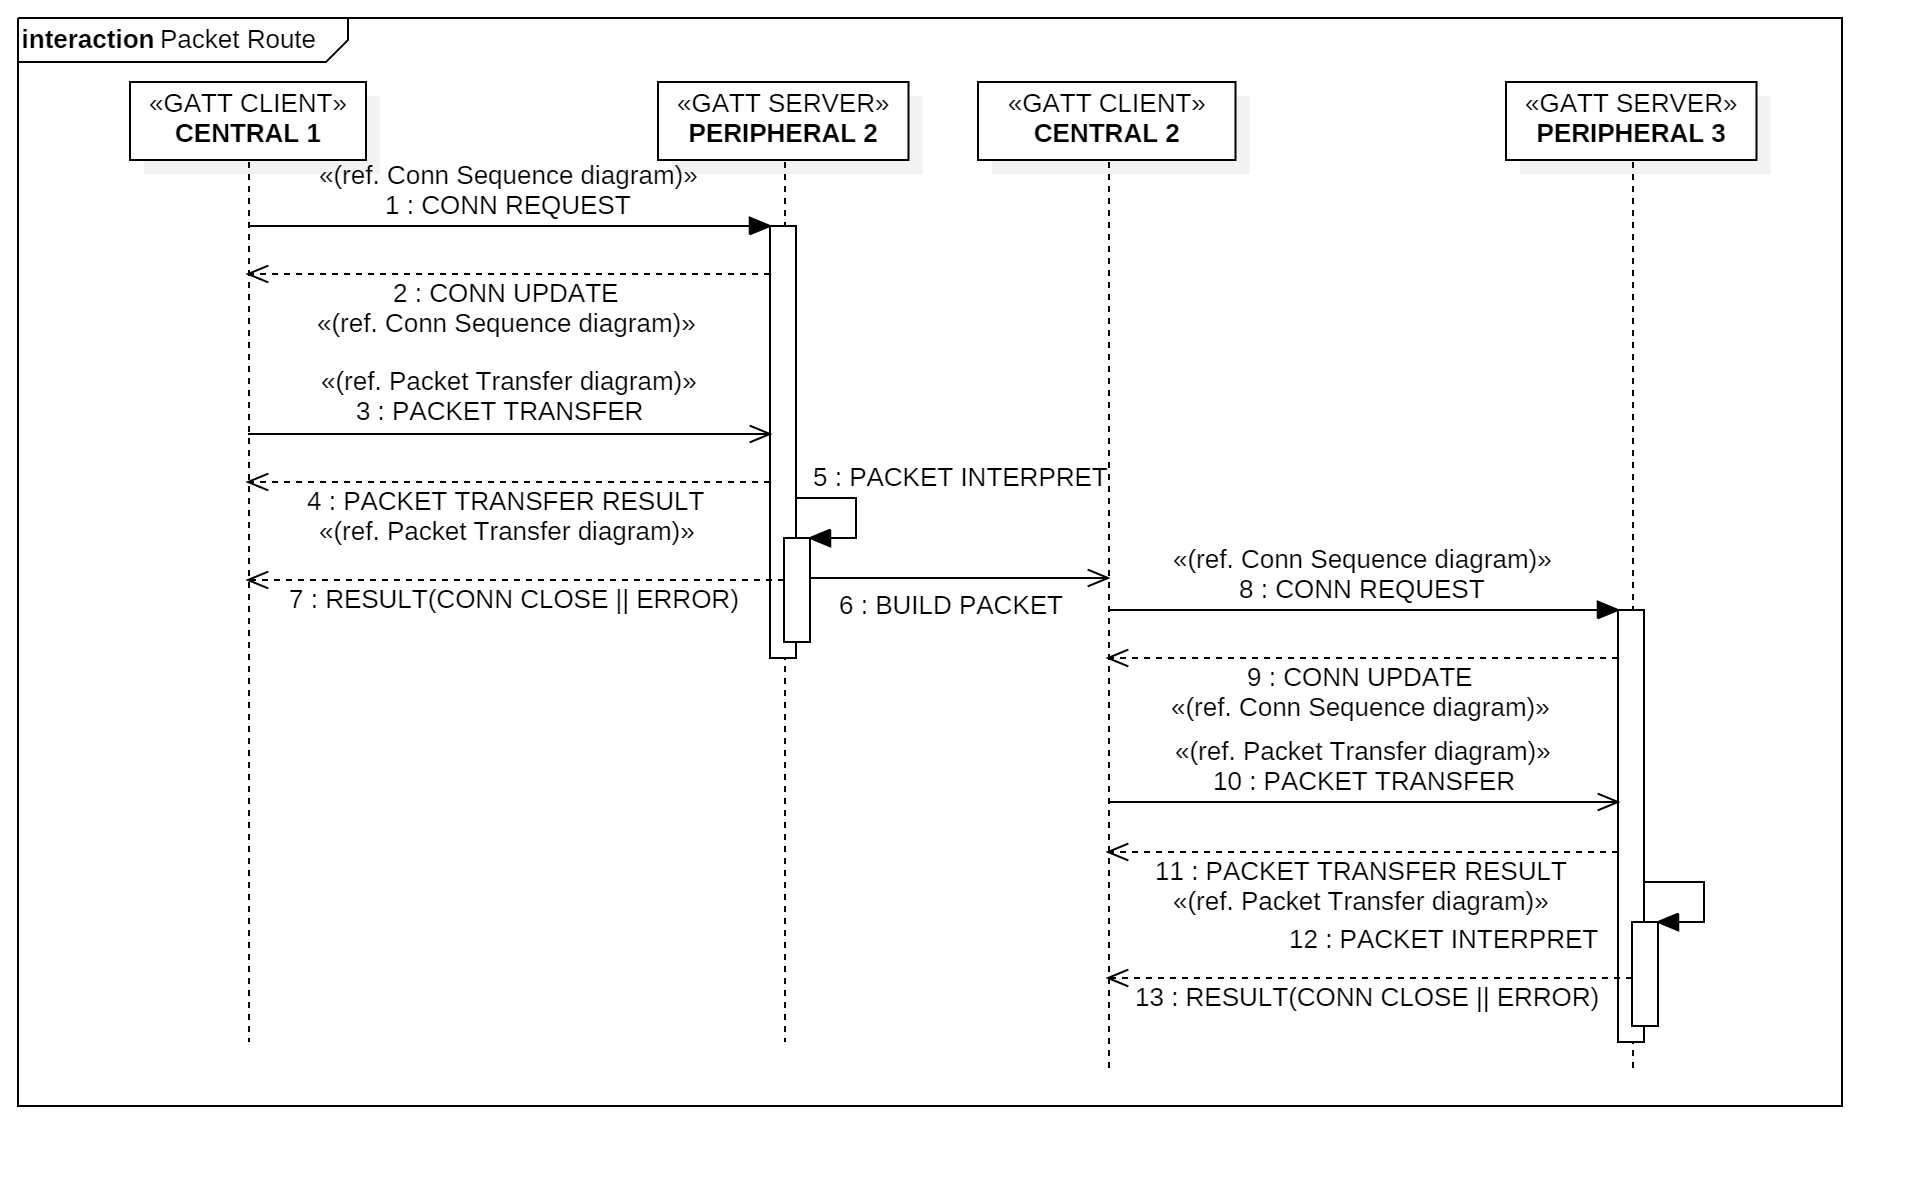 interaction Packet Route
«GATT CLIENT»
CENTRAL 1
«GATT SERVER»
PERIPHERAL 2
«GATT CLIENT»
CENTRAL 2
«GATT SERVER»
PERIPHERAL 3
«(ref. Conn Sequence diagram)»
1 : CONN REQUEST
2 : CONN UPDATE
«(ref. Conn Sequence diagram)»
«(ref. Packet Transfer diagram)»
3 : PACKET TRANSFER
4 : PACKET TRANSFER RESULT
«(ref. Packet Transfer diagram)»
5 : PACKET INTERPRET
6 : BUILD PACKET
7 : RESULT(CONN CLOSE || ERROR)
«(ref. Conn Sequence diagram)»
8 : CONN REQUEST
9 : CONN UPDATE
«(ref. Conn Sequence diagram)»
«(ref. Packet Transfer diagram)»
10 : PACKET TRANSFER
11 : PACKET TRANSFER RESULT
«(ref. Packet Transfer diagram)»
12 : PACKET INTERPRET
13 : RESULT(CONN CLOSE || ERROR)